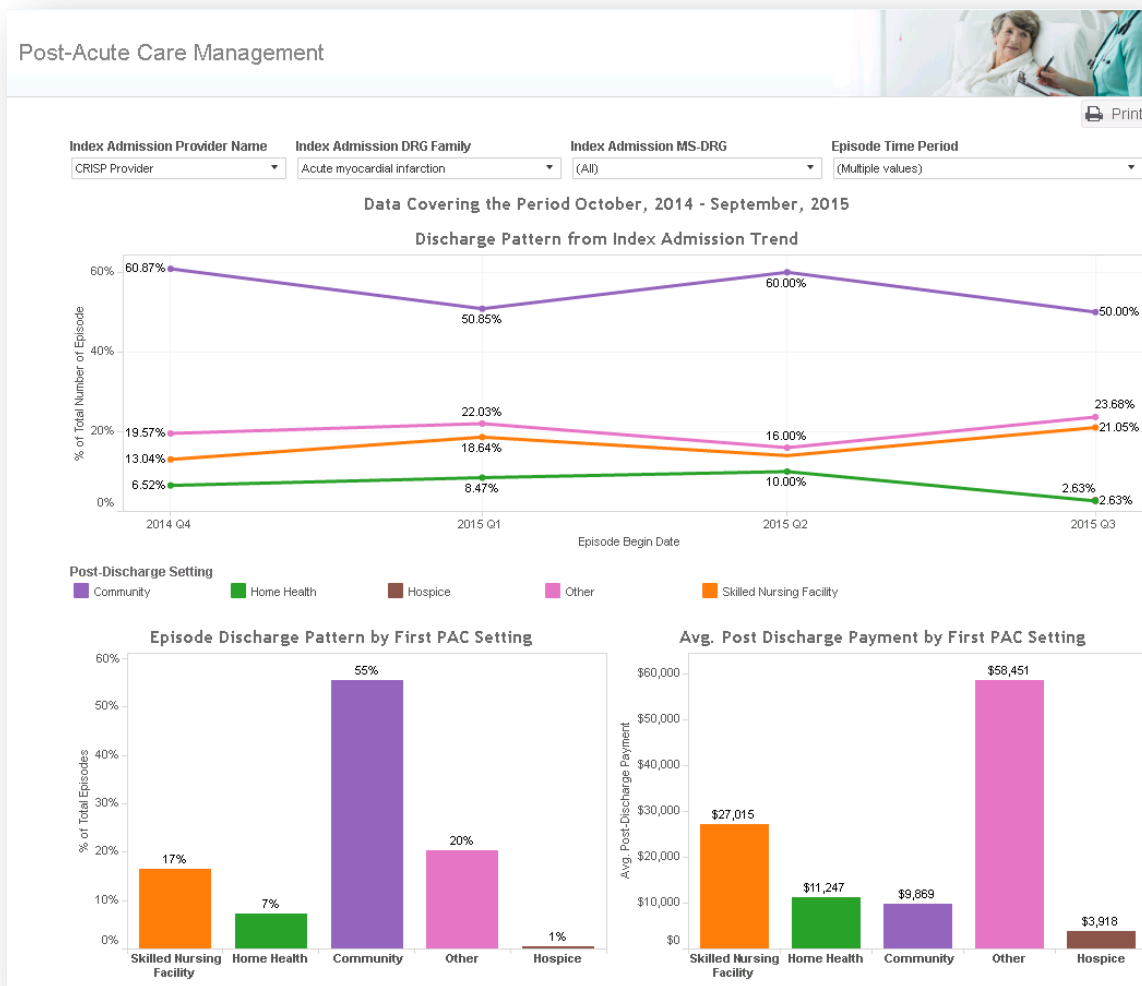 Post-Acute Care Management
Print
Index Admission Provider Name Index Admission DRG Family Index Admission MS-DRG Episode Time Period
CRISP Provider Acute myocardial infarction (All) (Multiple values)
Data Covering the Period October, 2014 - September, 2015
Discharge Pattern from Index Admission Trend
% of Total Number of Episode
60%
40%
20%
0%
60.87% 50.85% 60.00% 50.00%
19.57% 22.03% 16.00% 23.68%
13.04% 18.64% 21.05%
6.52% 8.47% 10.00% 2.63%
2.63%
2014 Q4 2015 Q1 2015 Q2 2015 Q3
Episode Begin Date
Post-Discharge Setting
Community Home Health Hospice Other Skilled Nursing Facility
Episode Discharge Pattern by First PAC Setting
% of Total Episodes
60%
50%
40%
30%
20%
10%
0%
17% 7% 55% 20% 1%
Skilled Nursing Facility Home Health Community Other Hospice
Avg. Post Discharge Payment by First PAC Setting
Avg. Post-Discharge Payment
$60,000
$50,000
$40,000
$30,000
$20,000
$10,000
$0
$27,015 $11,247 $9,869 $58,451 $3,918
Skilled Nursing Facility Home Health Community Other Hospice